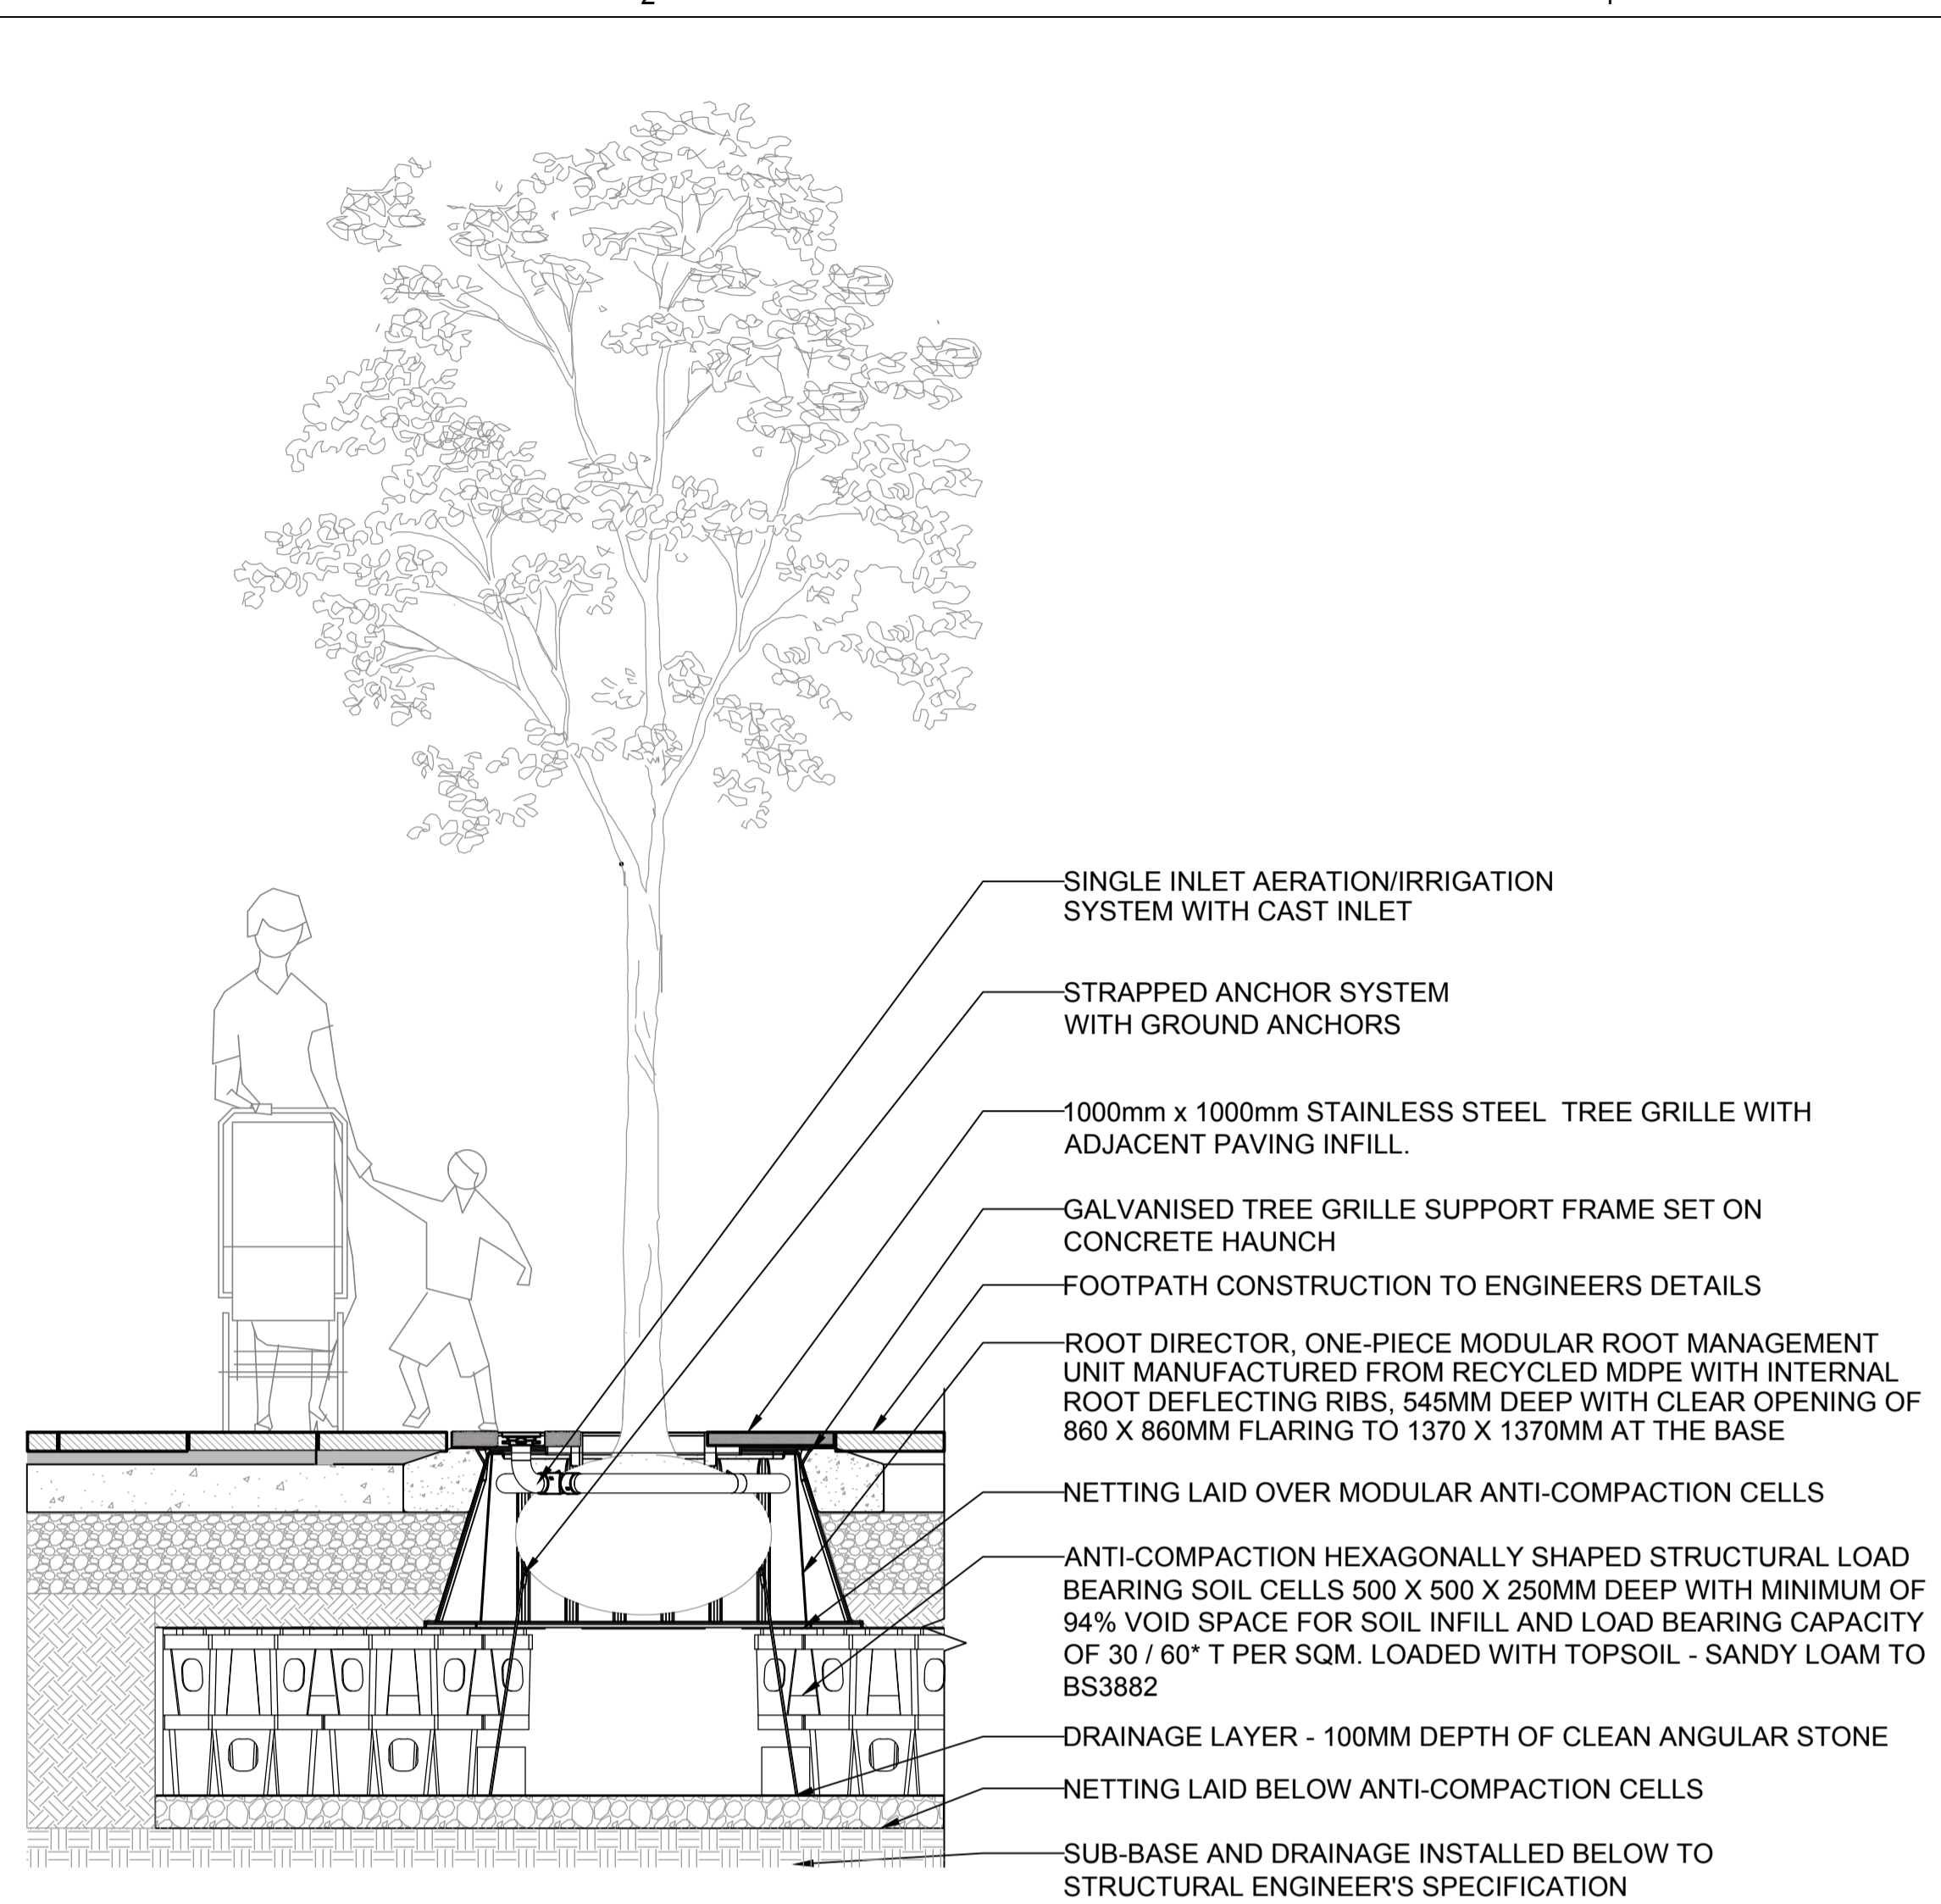 SINGLE INLET AERATION/IRRIGATION
SYSTEM WITH CAST INLET
STRAPPED ANCHOR SYSTEM
WITH GROUND ANCHORS
1000mm x 1000mm STAINLESS STEEL TREE GRILLE WITH
ADJACENT PAVING INFILL.
GALVANISED TREE GRILLE SUPPORT FRAME SET ON
CONCRETE HAUNCH
FOOTPATH CONSTRUCTION TO ENGINEERS DETAILS
ROOT DIRECTOR, ONE-PIECE MODULAR ROOT MANAGEMENT
UNIT MANUFACTURED FROM RECYCLED MDPE WITH INTERNAL
ROOT DEFLECTING RIBS, 545MM DEEP WITH CLEAR OPENING OF
860 X 860MM FLARING TO 1370 X 1370MM AT THE BASE
NETTING LAID OVER MODULAR ANTI-COMPACTION CELLS
ANTI-COMPACTION HEXAGONALLY SHAPED STRUCTURAL LOAD
BEARING SOIL CELLS 500 X 500 X 250MM DEEP WITH MINIMUM OF
94% VOID SPACE FOR SOIL INFILL AND LOAD BEARING CAPACITY
OF 30 / 60* T PER SQM. LOADED WITH TOPSOIL - SANDY LOAM TO
BS3882
DRAINAGE LAYER - 100MM DEPTH OF CLEAN ANGULAR STONE
NETTING LAID BELOW ANTI-COMPACTION CELLS
SUB-BASE AND DRAINAGE INSTALLED BELOW TO
STRUCTURAL ENGINEER'S SPECIFICATION